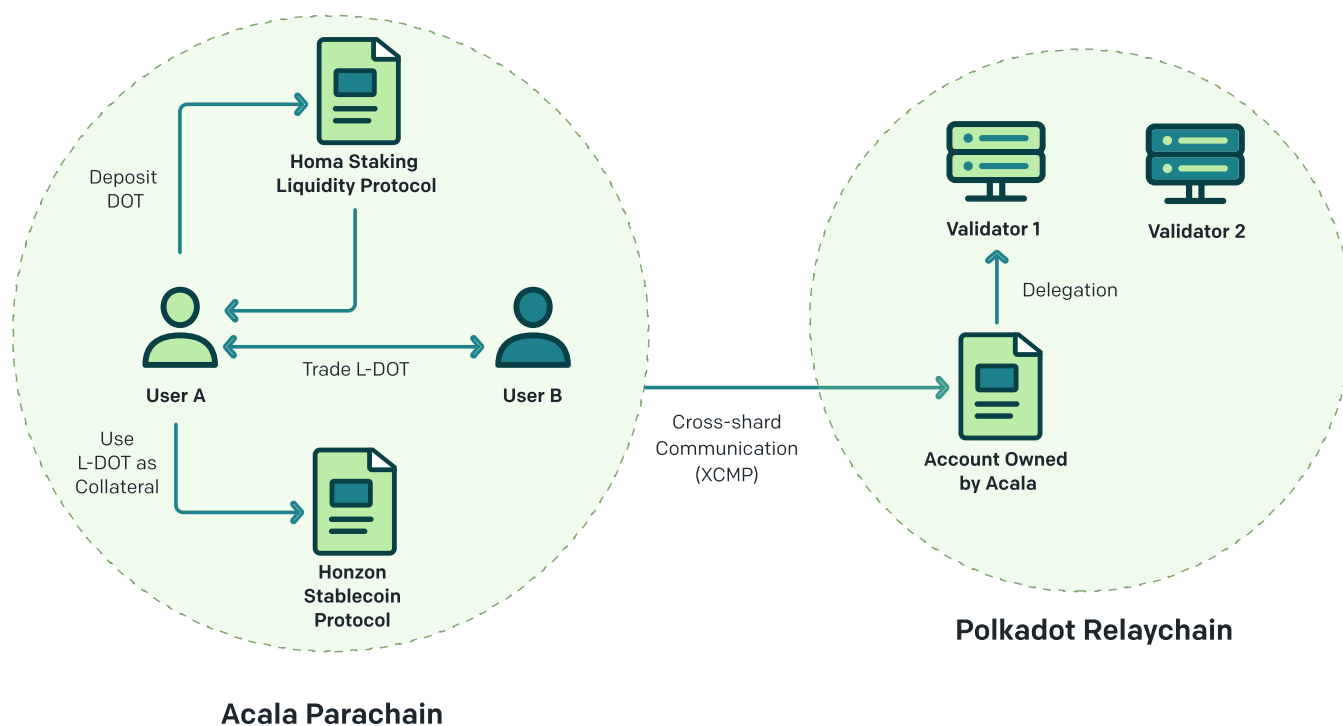 Deposit
DOT
Homa Staking
Liquidity Protocol
User A
Trade L-DOT
User B
Use
L-DOT as
Collateral
Honzon
Stablecoin
Protocol
Acala Parachain
Cross-shard
Communication
(XCMP)
Validator 1
Validator 2
Delegation
Account Owned
by Acala
Polkadot Relaychain